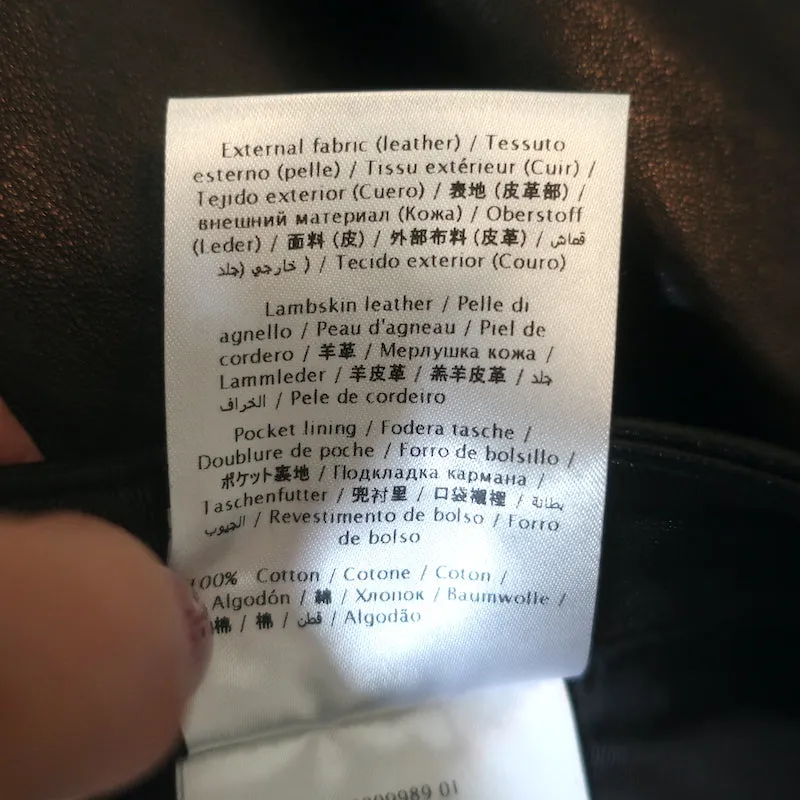 External fabric (leather) / Tessuto
esterno (pelle) / Tissu extérieur (Cuir) /
Tejido exterior (Cuero) / 表地 (皮革部) /
внешний материал (Кожа) / Oberstoff
(Leder) / 面料 (皮) / 外部布料 (皮革) / قماش
خارجي (جلد) / Tecido exterior (Couro)
Lambskin leather / Pelle di
agnello / Peau d'agneau / Piel de
cordero / 羊革 / Мерлушка кожа /
Lammleder / 羊皮革 / 羔羊皮革 / جلد
الخراف / Pele de cordeiro
Pocket lining / Fodera tasche /
Doublure de poche / Forro de bolsillo /
ポケット裏地 / Подкладка кармана /
Taschenfutter / 兜衬里 / 口袋襯裡 / بطانة
الجيوب / Revestimento de bolso / Forro
de bolso
100% Cotton / Cotone / Coton /
Algodón / 綿 / Хлопок / Baumwolle /
棉 / 棉 / قطن / Algodão
09989 01